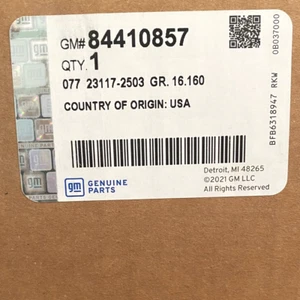 GM# 84410857
QTY. 1
077 23117-2503 GR. 16.160
COUNTRY OF ORIGIN: USA
0B037000
BFB6318947 RKW
gm GENUINE PARTS
Detroit, MI 48265
©2021 GM LLC
All Rights Reserved